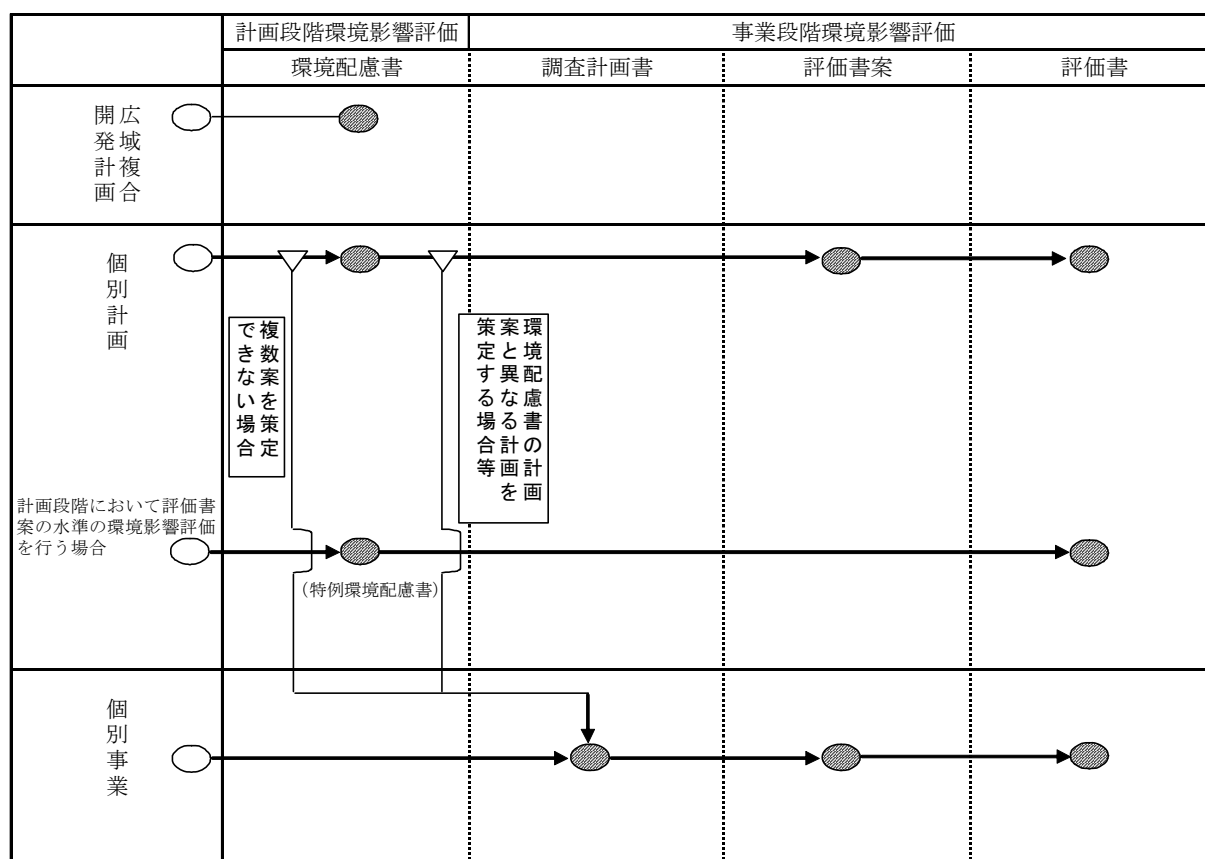 計画段階環境影響評価
事業段階環境影響評価
環境配慮書
調査計画書
評価書案
評価書
広域複合
開発計画
個別計画
複数案を策定
できない場合
環境配慮書の計画
案と異なる計画を
策定する場合等
計画段階において評価書
案の水準の環境影響評価
を行う場合
(特例環境配慮書)
個別事業